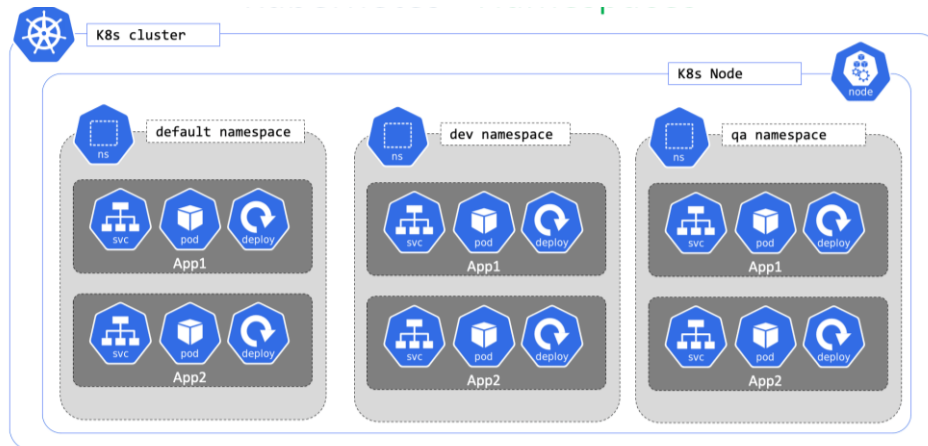 K8s cluster
K8s Node
node
default namespace
dev namespace
qa namespace
ns
ns
ns
svc pod deploy
svc pod deploy
svc pod deploy
App1
App1
App1
svc pod deploy
svc pod deploy
svc pod deploy
App2
App2
App2